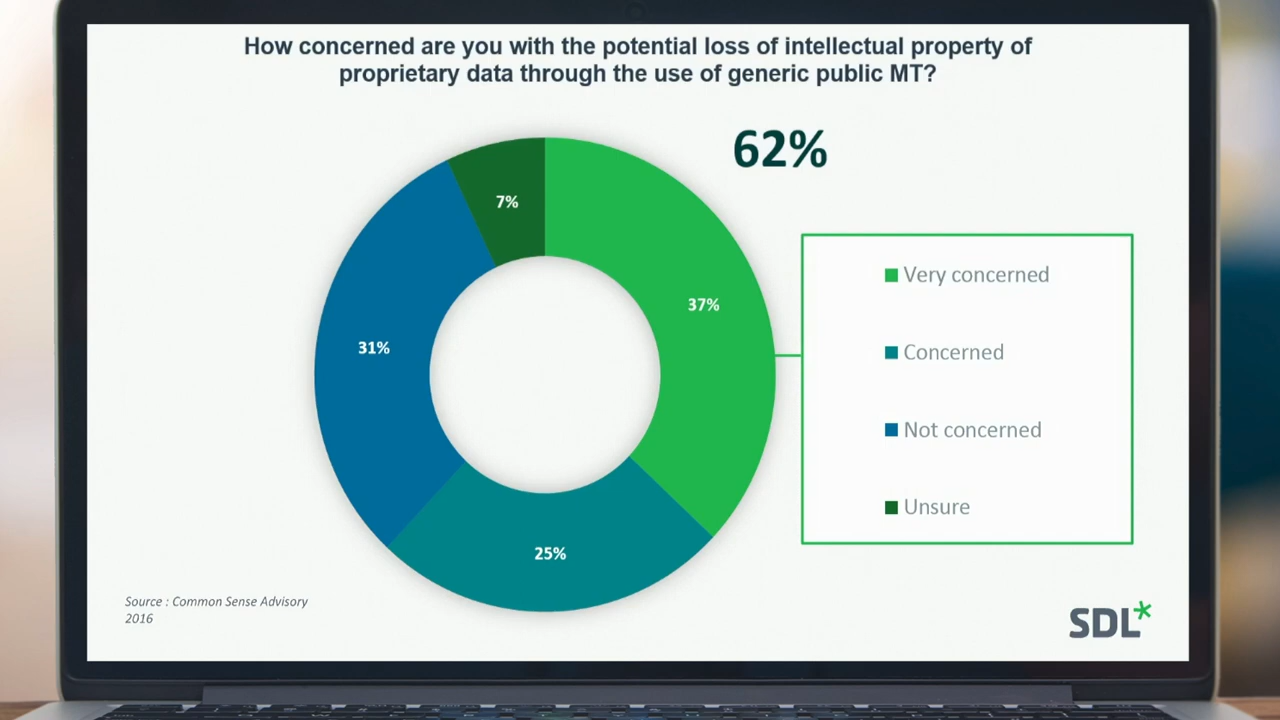 How concerned are you with the potential loss of intellectual property of
proprietary data through the use of generic public MT?
62%
7%
37%
31%
25%
Very concerned
Concerned
Not concerned
Unsure
Source : Common Sense Advisory
2016
SDL*